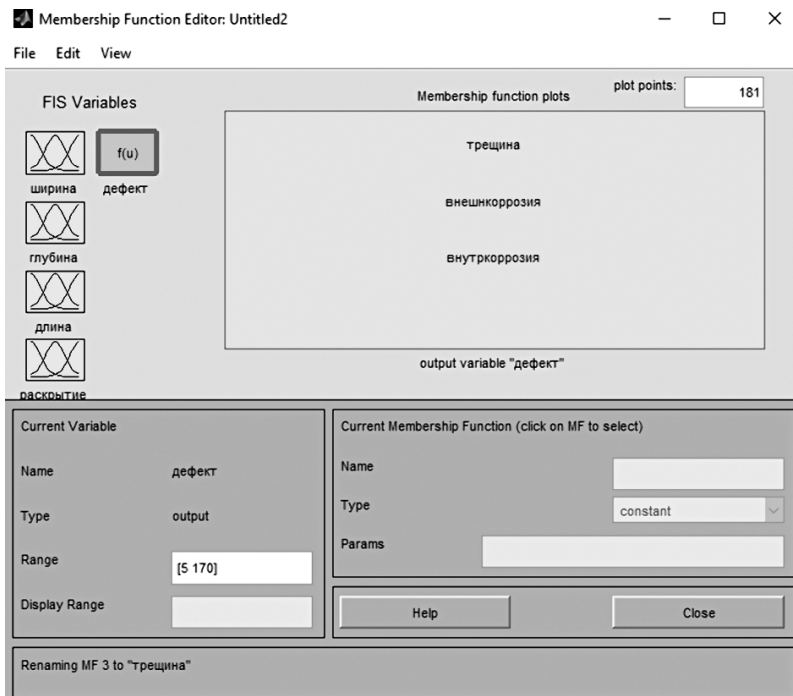 Membership Function Editor: Untitled2
File Edit View
FIS Variables
Membership function plots
plot points: 181
f(u)
ширина
дефект
глубина
длина
раскрытие
трещина
внешнкоррозия
внутркоррозия
output variable "дефект"
Current Variable
Name дефект
Type output
Range [5 170]
Display Range
Current Membership Function (click on MF to select)
Name
Type constant
Params
Help
Close
Renaming MF 3 to "трещина"